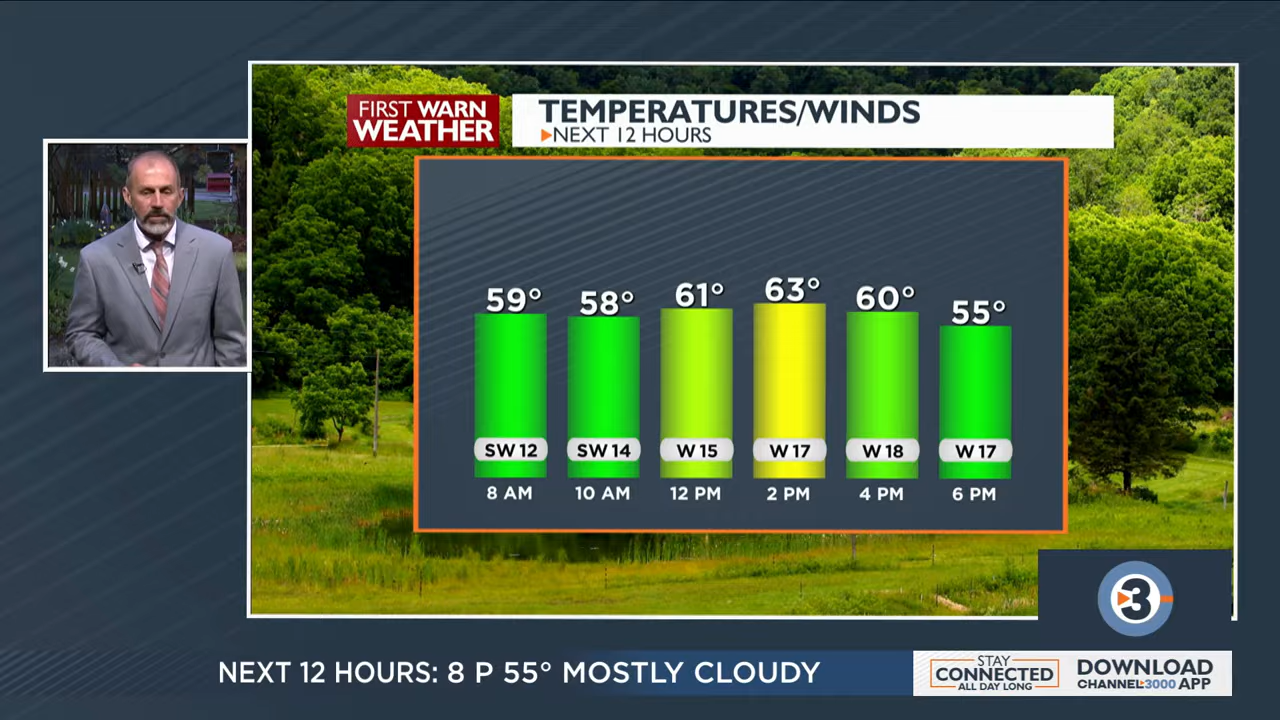 FIRST WARN
WEATHER
TEMPERATURES/WINDS
NEXT 12 HOURS
59° 58° 61° 63° 60° 55°
SW 12 SW 14 W 15 W 17 W 18 W 17
8 AM 10 AM 12 PM 2 PM 4 PM 6 PM
3
NEXT 12 HOURS: 8 P 55° MOSTLY CLOUDY
STAY
CONNECTED
ALL DAY LONG
DOWNLOAD
CHANNEL3000 APP